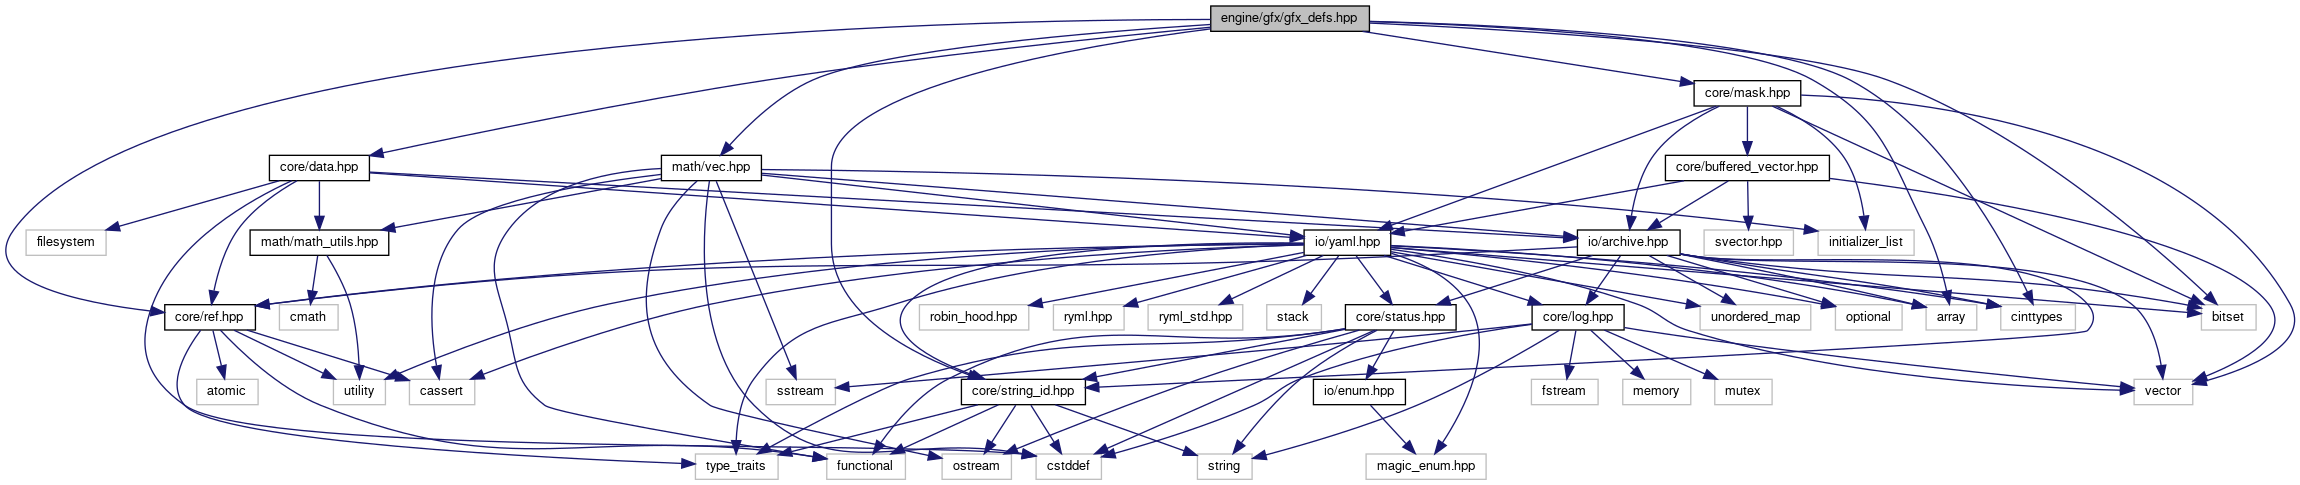 engine/gfx/gfx_defs.hpp
core/mask.hpp
core/data.hpp
math/vec.hpp
core/buffered_vector.hpp
filesystem
math/math_utils.hpp
io/yaml.hpp
io/archive.hpp
svector.hpp
initializer_list
core/ref.hpp
cmath
robin_hood.hpp
ryml.hpp
ryml_std.hpp
stack
core/status.hpp
core/log.hpp
unordered_map
optional
array
cinttypes
bitset
atomic
utility
cassert
sstream
core/string_id.hpp
io/enum.hpp
fstream
memory
mutex
vector
type_traits
functional
ostream
cstddef
string
magic_enum.hpp